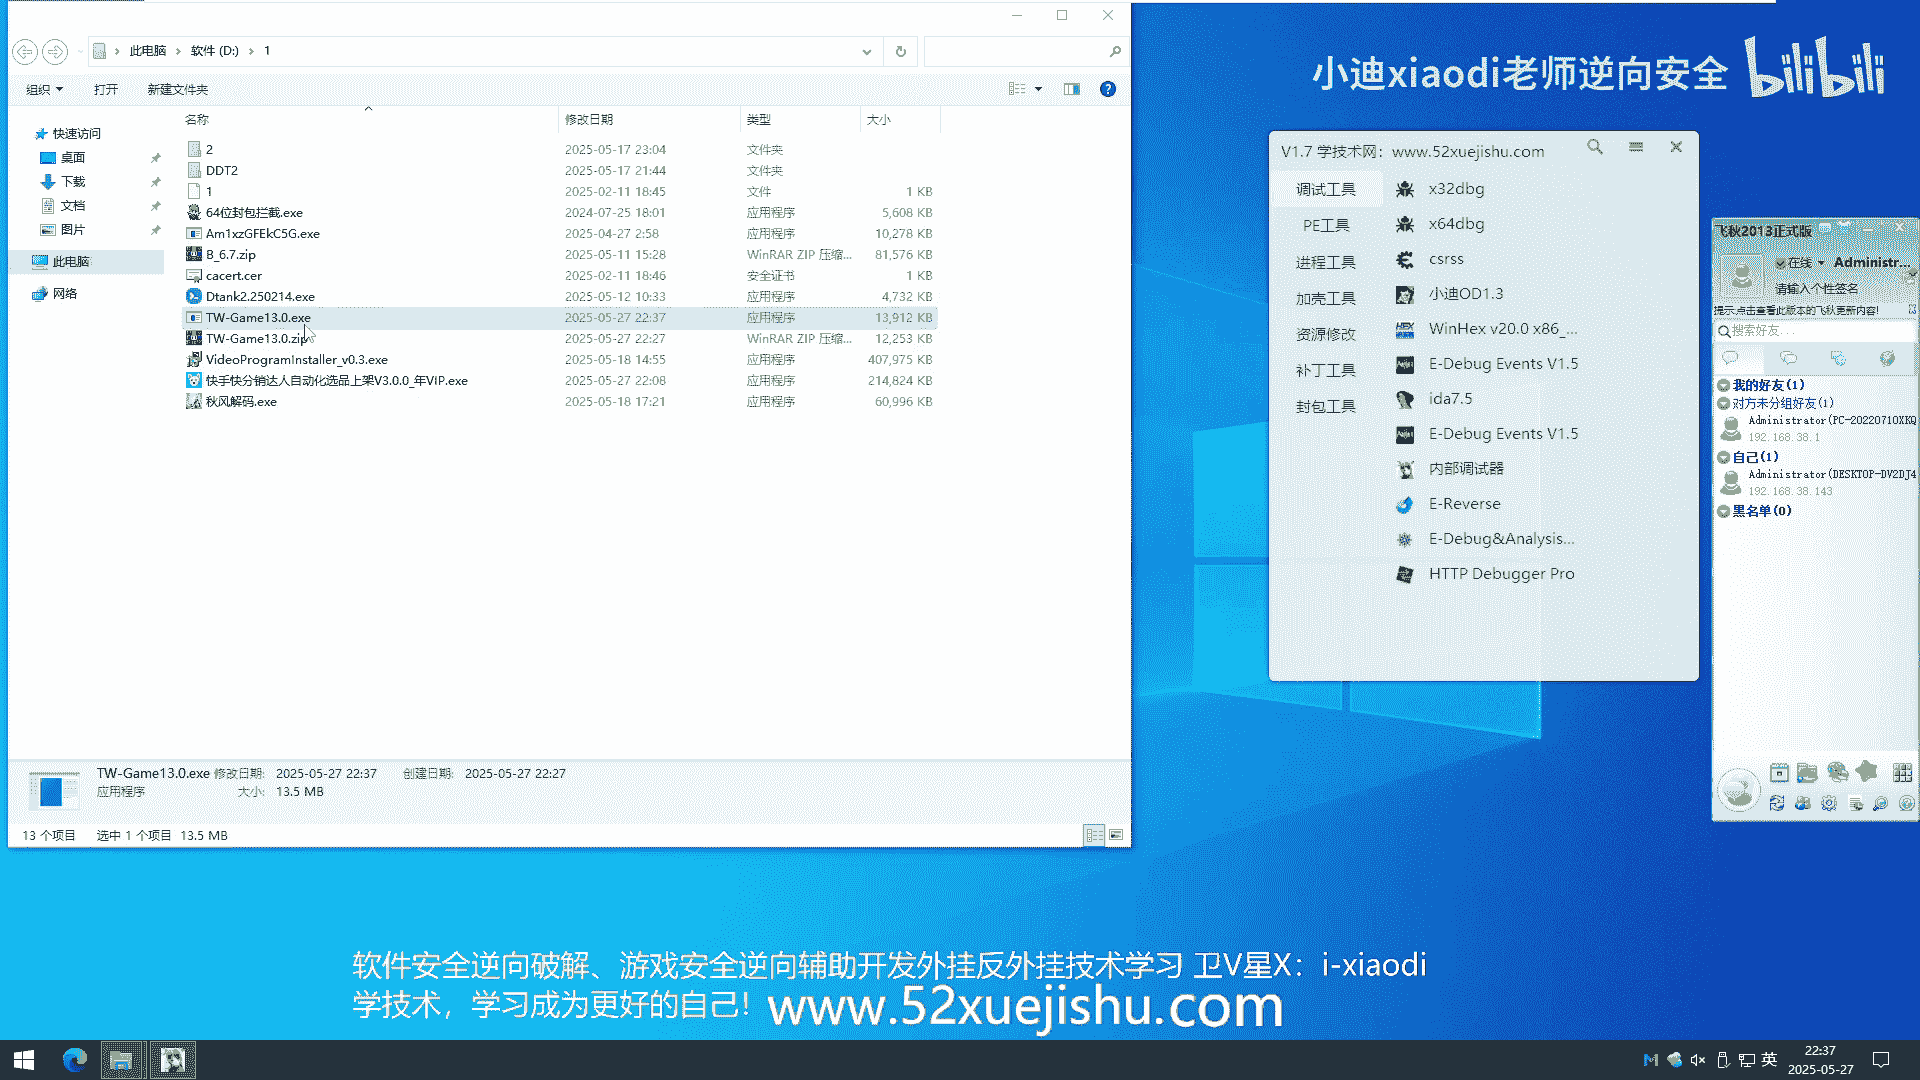 此电脑 软件 (D:) 1
组织 打开 新建文件夹
名称 修改日期 类型 大小
快速访问
桌面
下载
文档
图片
此电脑
网络
2 2025-05-17 23:04 文件夹
DDT2 2025-05-17 21:44 文件夹
1 2025-02-11 18:45 文件 1 KB
64位封包拦截.exe 2024-07-25 18:01 应用程序 5,608 KB
Am1xzGFEkC5G.exe 2025-04-27 2:58 应用程序 10,278 KB
B_6.7.zip 2025-05-11 15:28 WinRAR ZIP 压缩... 81,576 KB
cacert.cer 2025-02-11 18:46 安全证书 1 KB
Dtank2.250214.exe 2025-05-12 10:33 应用程序 4,732 KB
TW-Game13.0.exe 2025-05-27 22:37 应用程序 13,912 KB
TW-Game13.0.zip 2025-05-27 22:27 WinRAR ZIP 压缩... 12,253 KB
VideoProgramInstaller_v0.3.exe 2025-05-18 14:55 应用程序 407,975 KB
快手快分销达人自动化选品上架V3.0.0_年VIP.exe 2025-05-27 22:08 应用程序 214,824 KB
秋风解码.exe 2025-05-18 17:21 应用程序 60,996 KB
TW-Game13.0.exe 修改日期: 2025-05-27 22:37 创建日期: 2025-05-27 22:27
应用程序 大小: 13.5 MB
13 个项目 选中 1 个项目 13.5 MB
小迪xiaodi老师逆向安全 bilibili
V1.7 学技术网：www.52xuejishu.com
调试工具
PE工具
进程工具
加壳工具
资源修改
补丁工具
封包工具
x32dbg
x64dbg
csrss
小迪OD1.3
WinHex v20.0 x86_...
E-Debug Events V1.5
ida7.5
E-Debug Events V1.5
内部调试器
E-Reverse
E-Debug&Analysis...
HTTP Debugger Pro
飞秋2013正式版
在线 Administr...
请输入个性签名
提示:点击查看此版本的飞秋更新内容!
搜索好友...
我的好友(1)
对方未分组好友(1)
Administrator(PC-20220710XKQ
192.168.38.1
自己(1)
Administrator(DESKTOP-DV2DJ4
192.168.38.143
黑名单(0)
软件安全逆向破解、游戏安全逆向辅助开发外挂反外挂技术学习 卫V星X：i-xiaodi
学技术，学习成为更好的自己！www.52xuejishu.com
英
22:37
2025-05-27